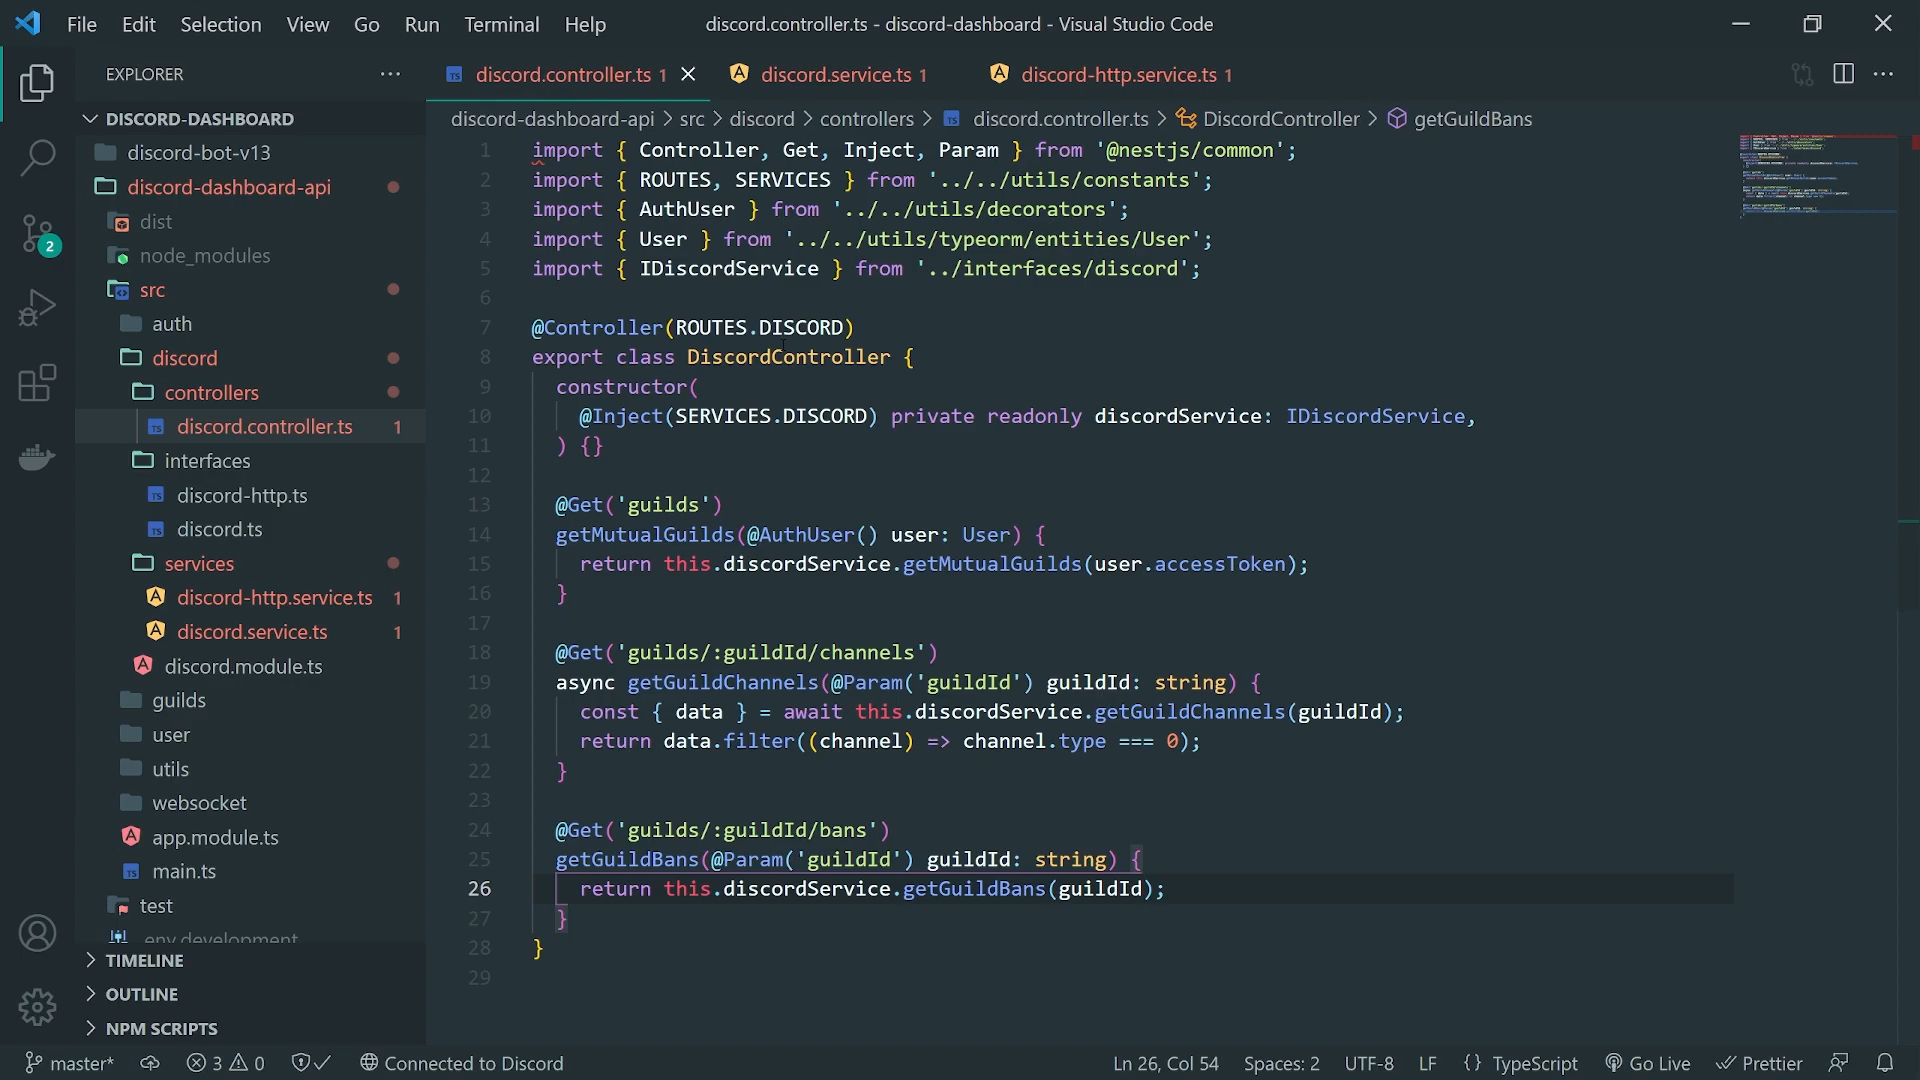 File Edit Selection View Go Run Terminal Help
discord.controller.ts - discord-dashboard - Visual Studio Code
EXPLORER
DISCORD-DASHBOARD
discord-bot-v13
discord-dashboard-api
dist
node_modules
src
auth
discord
controllers
discord.controller.ts 1
interfaces
discord-http.ts
discord.ts
services
discord-http.service.ts 1
discord.service.ts 1
discord.module.ts
guilds
user
utils
websocket
app.module.ts
main.ts
test
.env.development
TIMELINE
OUTLINE
NPM SCRIPTS
2
discord.controller.ts 1
discord.service.ts 1
discord-http.service.ts 1
discord-dashboard-api > src > discord > controllers > discord.controller.ts > DiscordController > getGuildBans
1 import { Controller, Get, Inject, Param } from '@nestjs/common';
2 import { ROUTES, SERVICES } from '../../utils/constants';
3 import { AuthUser } from '../../utils/decorators';
4 import { User } from '../../utils/typeorm/entities/User';
5 import { IDiscordService } from '../interfaces/discord';
6
7 @Controller(ROUTES.DISCORD)
8 export class DiscordController {
9 constructor(
10 @Inject(SERVICES.DISCORD) private readonly discordService: IDiscordService,
11 ) {}
12
13 @Get('guilds')
14 getMutualGuilds(@AuthUser() user: User) {
15 return this.discordService.getMutualGuilds(user.accessToken);
16 }
17
18 @Get('guilds/:guildId/channels')
19 async getGuildChannels(@Param('guildId') guildId: string) {
20 const { data } = await this.discordService.getGuildChannels(guildId);
21 return data.filter((channel) => channel.type === 0);
22 }
23
24 @Get('guilds/:guildId/bans')
25 getGuildBans(@Param('guildId') guildId: string) {
26 return this.discordService.getGuildBans(guildId);
27 }
28 }
29
master* 3 0 Connected to Discord Ln 26, Col 54 Spaces: 2 UTF-8 LF {} TypeScript Go Live Prettier